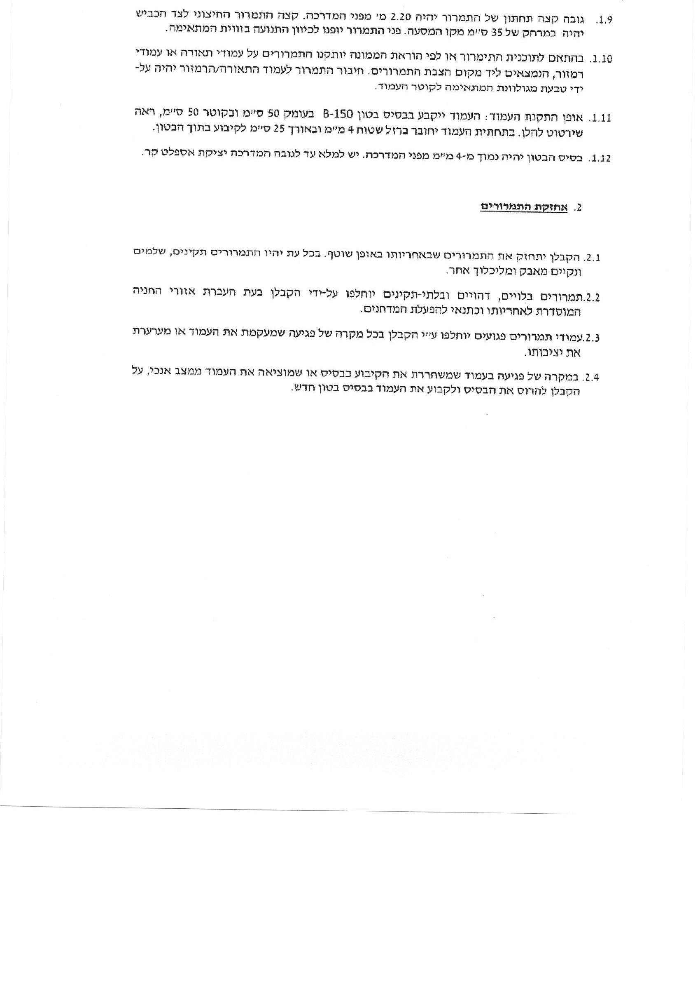 1.9. גובה קצה תחתון של התמרור יהיה 2.20 מ' מפני המדרכה. קצה התמרור החיצוני לצד הכביש
יהיה במרחק של 35 ס"מ מקו המסעה. פני התמרור יופנו לכיוון התנועה בזווית המתאימה.
1.10. בהתאם לתוכנית התימרור או לפי הוראת הממונה יותקנו התמרורים על עמודי תאורה או עמודי
רמזור, הנמצאים ליד מקום הצבת התמרורים. חיבור התמרור לעמוד התאורה/הרמזור יהיה על-
ידי טבעת מגולוונת המתאימה לקוטר העמוד.
1.11. אופן התקנת העמוד: העמוד ייקבע בבסיס בטון B-150 בעומק 50 ס"מ ובקוטר 50 ס"מ, ראה
שירטוט להלן. בתחתית העמוד יחובר ברזל שטוח 4 מ"מ ובאורך 25 ס"מ לקיבוע בתוך הבטון.
1.12. בסיס הבטון יהיה נמוך מ-4 מ"מ מפני המדרכה. יש למלא עד לגובה המדרכה יציקת אספלט קר.
2. אחזקת התמרורים
2.1. הקבלן יתחזק את התמרורים שבאחריותו באופן שוטף. בכל עת יהיו התמרורים תקינים, שלמים
ונקיים מאבק ומליכלוך אחר.
2.2. תמרורים בלויים, דהויים ובלתי-תקינים יוחלפו על-ידי הקבלן בעת העברת אזורי החניה
המוסדרת לאחריותו וכתנאי להפעלת המדחנים.
2.3. עמודי תמרורים פגועים יוחלפו ע"י הקבלן בכל מקרה של פגיעה שמעקמת את העמוד או מערערת
את יציבותו.
2.4. במקרה של פגיעה בעמוד שמשחררת את הקיבוע בבסיס או שמוציאה את העמוד ממצב אנכי, על
הקבלן להרוס את הבסיס ולקבוע את העמוד בבסיס בטון חדש.